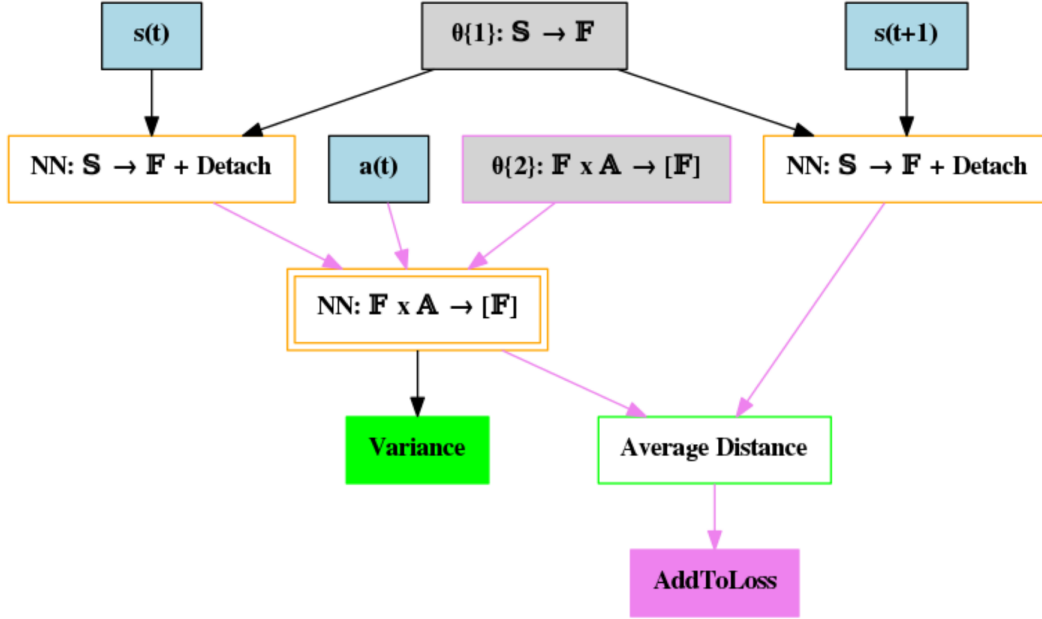 s(t)
θ{1}: 𝕊 → 𝔽
s(t+1)
NN: 𝕊 → 𝔽 + Detach
a(t)
θ{2}: 𝔽 x 𝔸 → [𝔽]
NN: 𝕊 → 𝔽 + Detach
NN: 𝔽 x 𝔸 → [𝔽]
Variance
Average Distance
AddToLoss